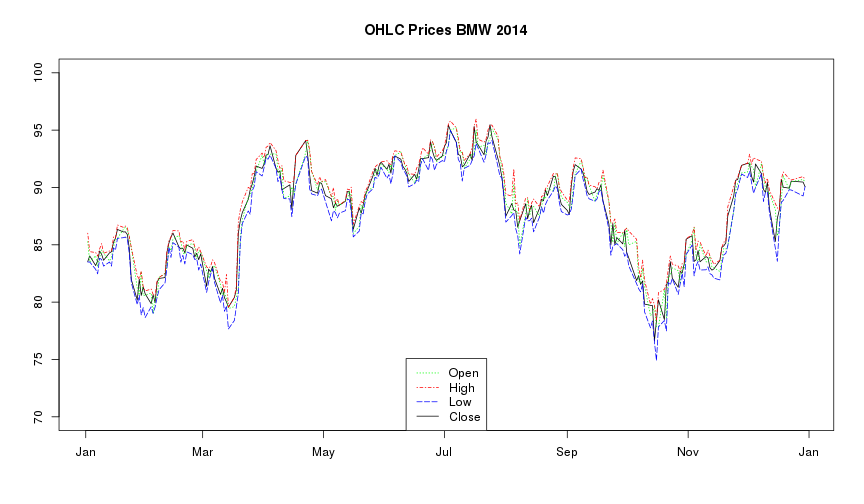 OHLC Prices BMW 2014
100
95
90
85
80
75
70
Open
High
Low
Close
Jan Mar May Jul Sep Nov Jan